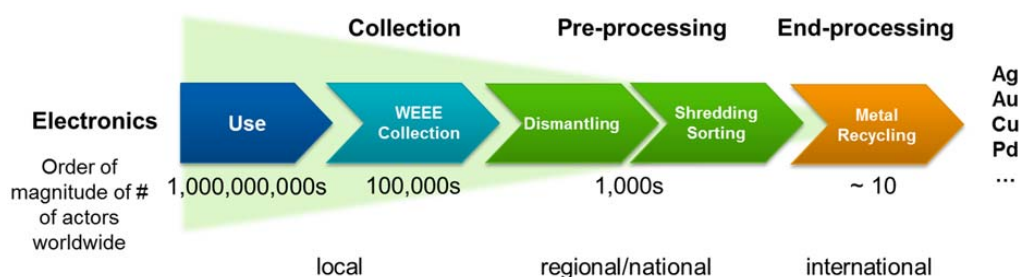 Collection
Pre-processing
End-processing
Electronics
Use
WEEE
Collection
Dismantling
Shredding
Sorting
Metal
Recycling
Ag
Au
Cu
Pd
...
Order of
magnitude of #
of actors
worldwide
1,000,000,000s
100,000s
1,000s
~ 10
local
regional/national
international